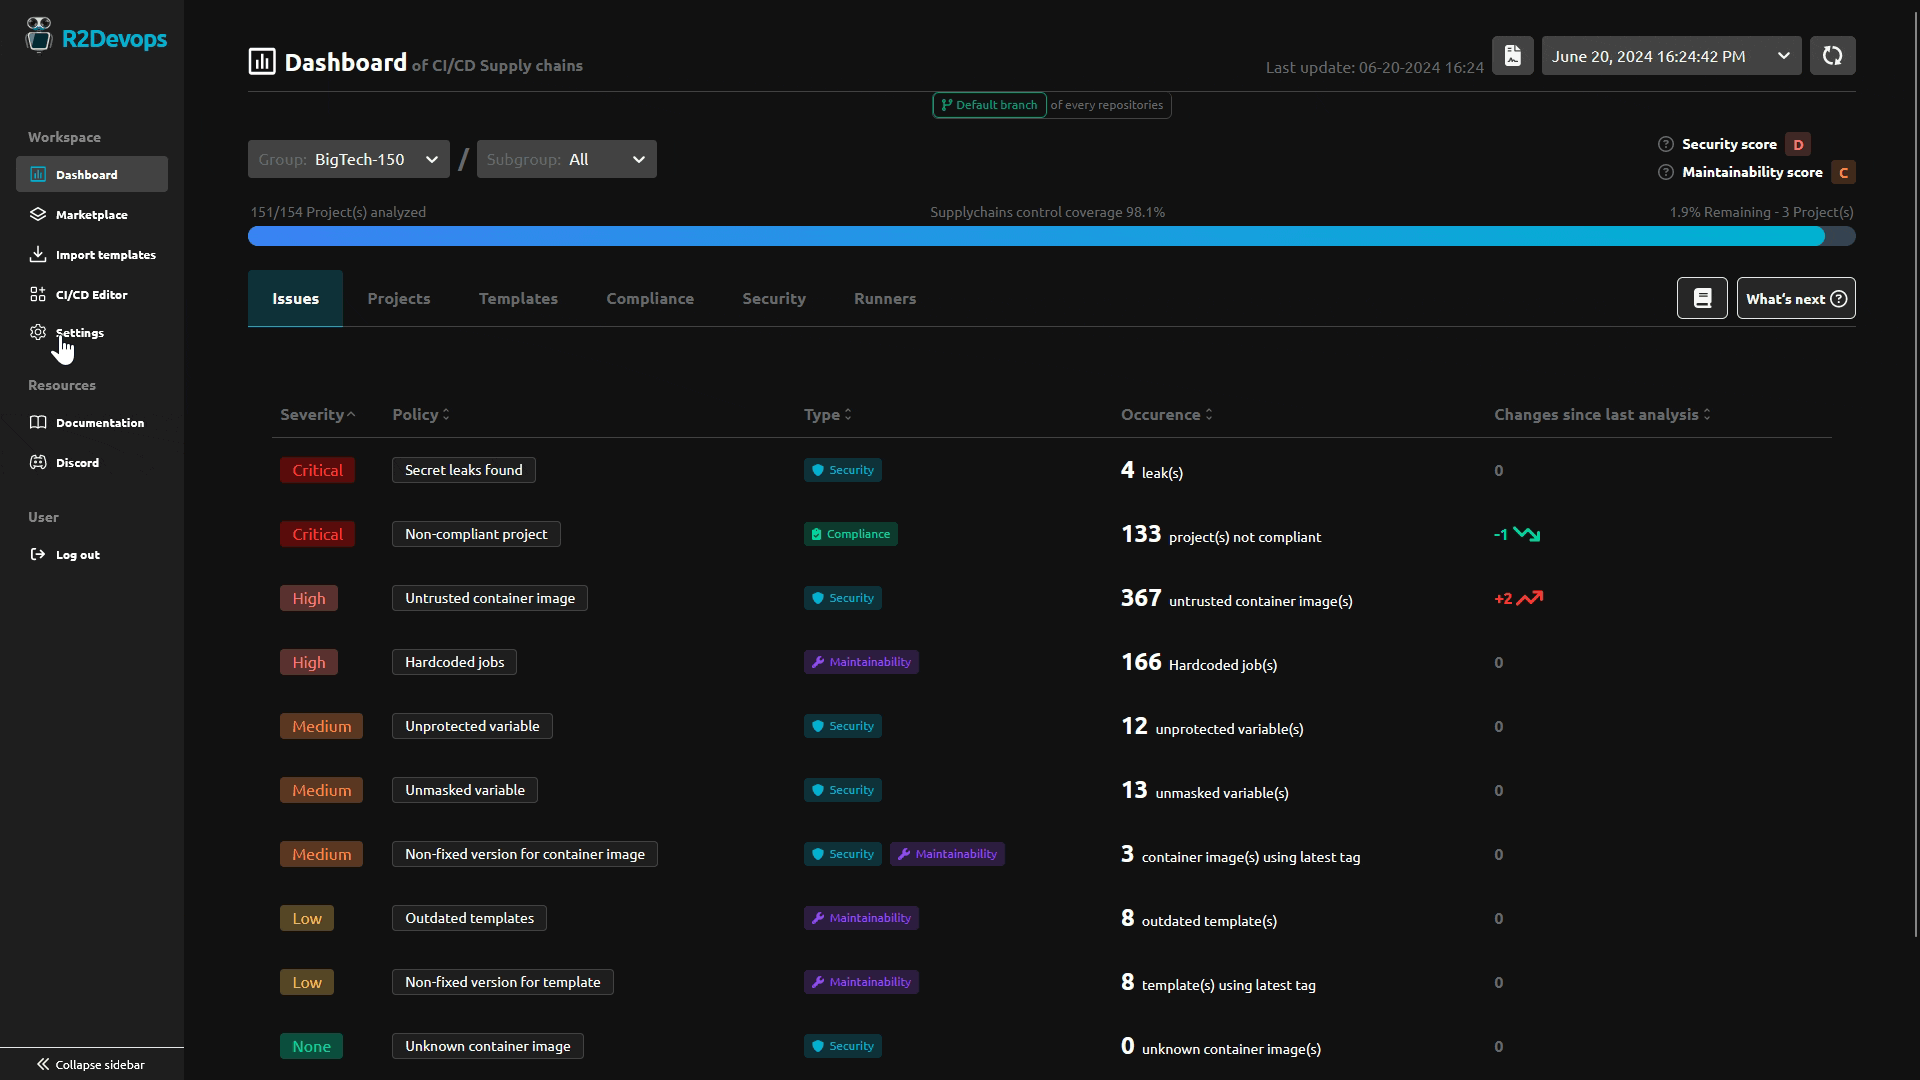 R2Devops
Workspace
Dashboard
Marketplace
Import templates
CI/CD Editor
Settings
Resources
Documentation
Discord
User
Log out
Collapse sidebar
Dashboard of CI/CD Supply chains
Last update: 06-20-2024 16:24
June 20, 2024 16:24:42 PM
Default branch of every repositories
Group: BigTech-150 / Subgroup: All
Security score D
Maintainability score C
151/154 Project(s) analyzed
Supplychains control coverage 98.1%
1.9% Remaining - 3 Project(s)
Issues Projects Templates Compliance Security Runners
What's next
Severity Policy Type Occurence Changes since last analysis
Critical Secret leaks found Security 4 leak(s) 0
Critical Non-compliant project Compliance 133 project(s) not compliant -1
High Untrusted container image Security 367 untrusted container image(s) +2
High Hardcoded jobs Maintainability 166 Hardcoded job(s) 0
Medium Unprotected variable Security 12 unprotected variable(s) 0
Medium Unmasked variable Security 13 unmasked variable(s) 0
Medium Non-fixed version for container image Security Maintainability 3 container image(s) using latest tag 0
Low Outdated templates Maintainability 8 outdated template(s) 0
Low Non-fixed version for template Maintainability 8 template(s) using latest tag 0
None Unknown container image Security 0 unknown container image(s) 0